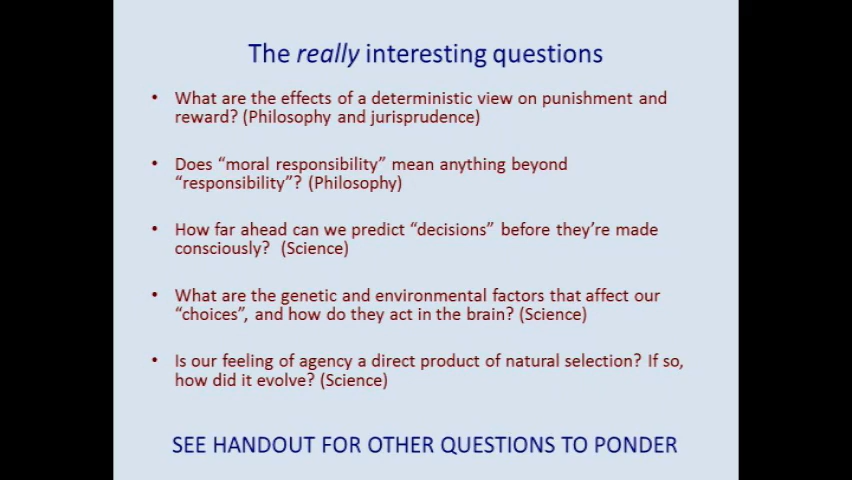 The really interesting questions
• What are the effects of a deterministic view on punishment and
reward? (Philosophy and jurisprudence)
• Does “moral responsibility” mean anything beyond
“responsibility”? (Philosophy)
• How far ahead can we predict “decisions” before they’re made
consciously? (Science)
• What are the genetic and environmental factors that affect our
“choices”, and how do they act in the brain? (Science)
• Is our feeling of agency a direct product of natural selection? If so,
how did it evolve? (Science)
SEE HANDOUT FOR OTHER QUESTIONS TO PONDER